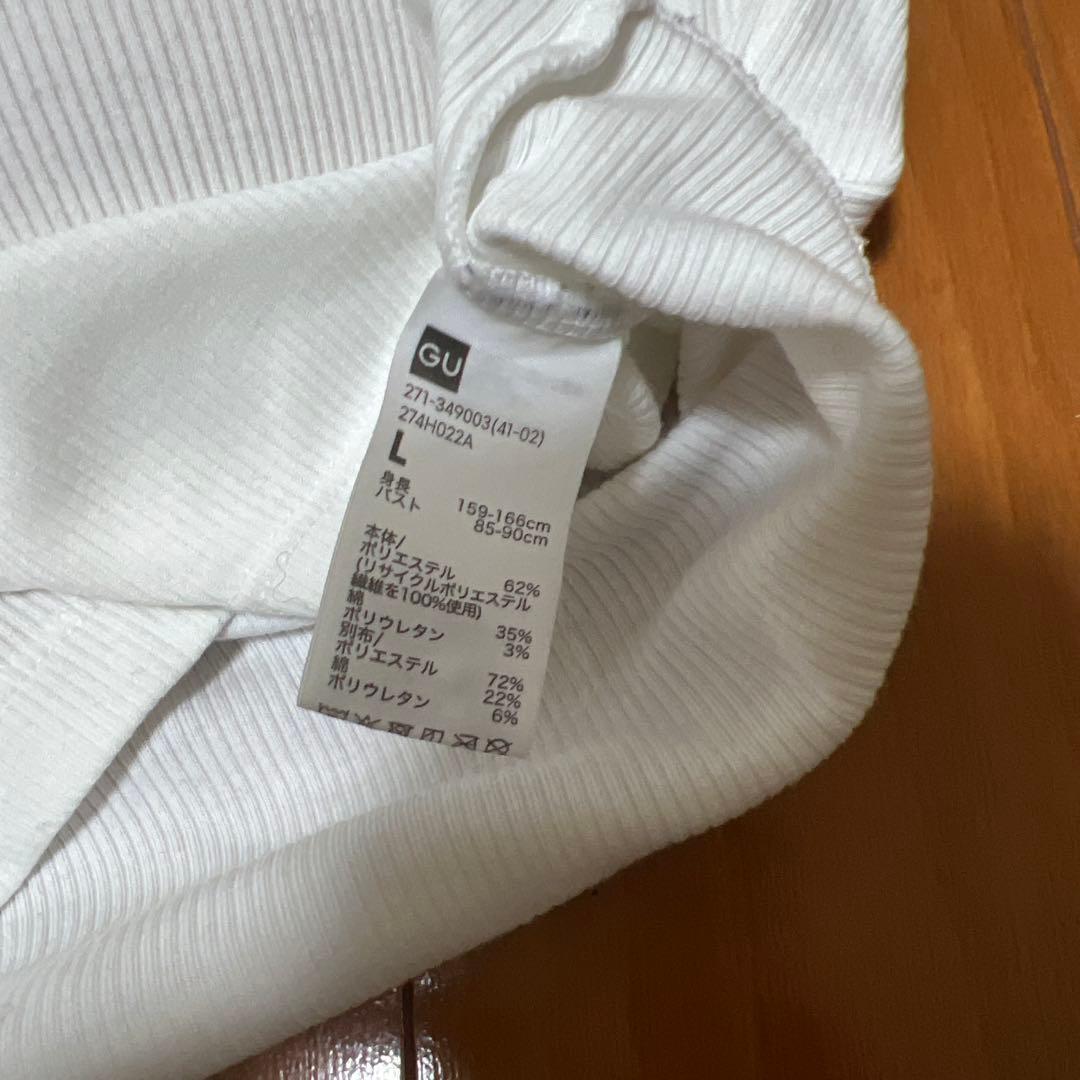 GU
271-349003(41-02)
274H022A
L
身長 159-166cm
バスト 85-90cm
本体/
ポリエステル 62%
(リサイクルポリエステル
繊維を100%使用)
綿 35%
ポリウレタン 3%
別布/
ポリエステル 72%
綿 22%
ポリウレタン 6%